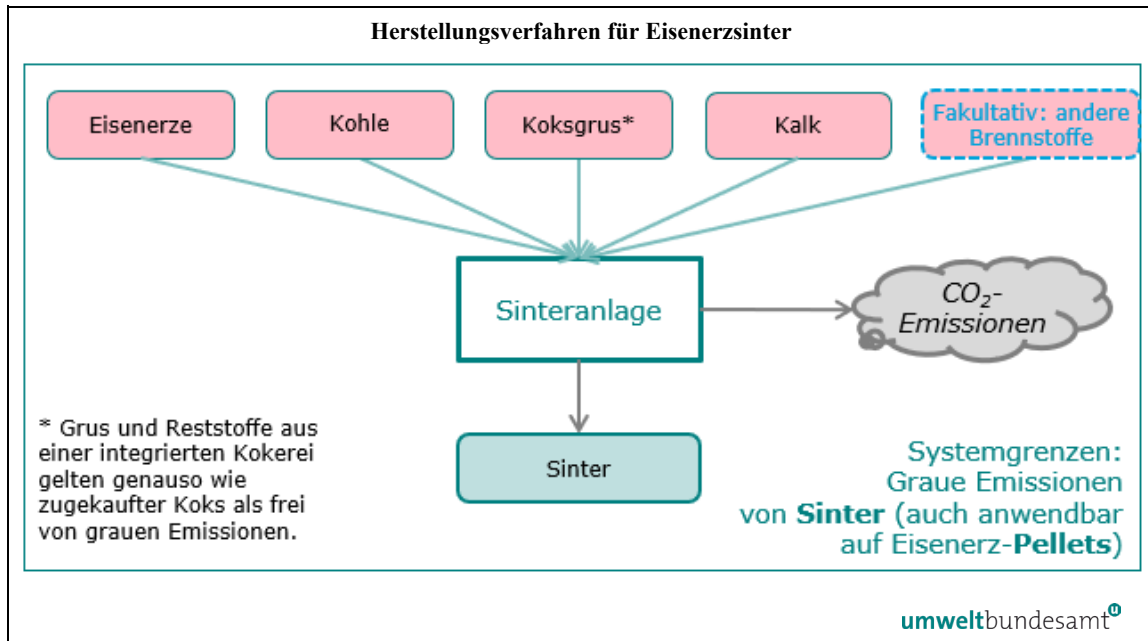 Herstellungsverfahren für Eisenerzsinter
Eisenerze
Kohle
Koksgrus*
Kalk
Fakultativ: andere
Brennstoffe
Sinteranlage
CO₂-
Emissionen
Sinter
* Grus und Reststoffe aus
einer integrierten Kokerei
gelten genauso wie
zugekaufter Koks als frei
von grauen Emissionen.
Systemgrenzen:
Graue Emissionen
von Sinter (auch anwendbar
auf Eisenerz-Pellets)
umweltbundesamt